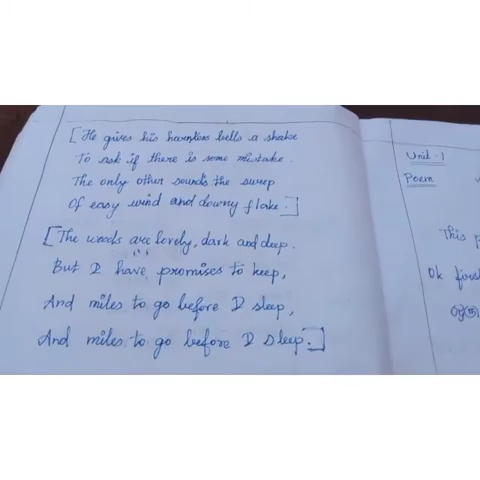 [ He gives his harness bells a shake
To ask if there is some mistake.
The only other sound's the sweep
Of easy wind and downy flake. ]
[ The woods are lovely, dark and deep.
But I have promises to keep,
And miles to go before I sleep,
And miles to go before I sleep. ]
Unit - 1
Poem
This p
Ok first